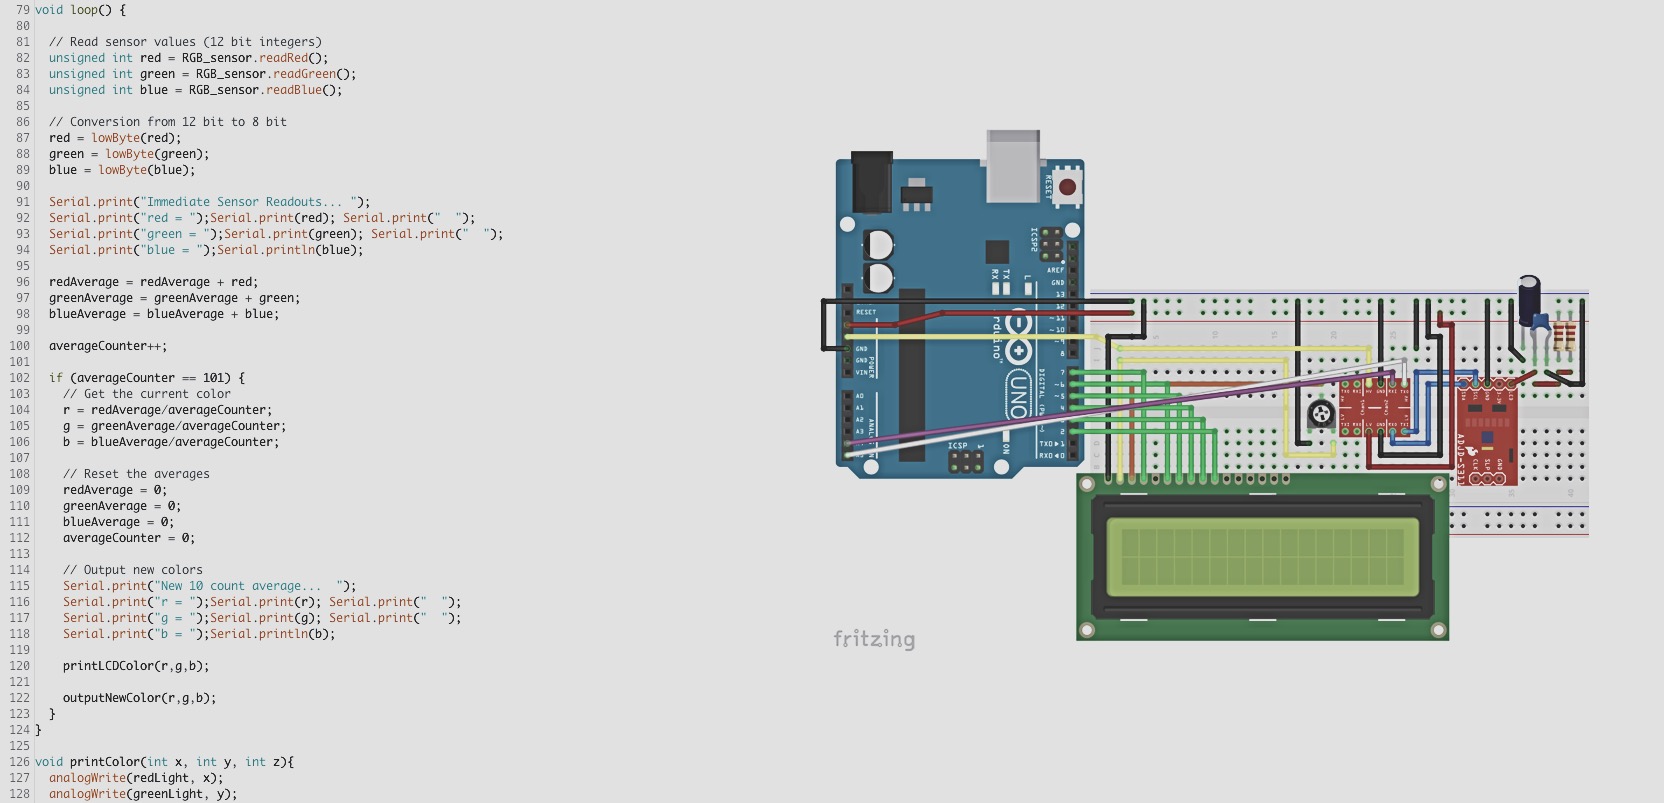 79 void loop() {
80
81 // Read sensor values (12 bit integers)
82 unsigned int red = RGB_sensor.readRed();
83 unsigned int green = RGB_sensor.readGreen();
84 unsigned int blue = RGB_sensor.readBlue();
85
86 // Conversion from 12 bit to 8 bit
87 red = lowByte(red);
88 green = lowByte(green);
89 blue = lowByte(blue);
90
91 Serial.print("Immediate Sensor Readouts... ");
92 Serial.print("red = ");Serial.print(red); Serial.print("  ");
93 Serial.print("green = ");Serial.print(green); Serial.print("  ");
94 Serial.print("blue = ");Serial.println(blue);
95
96 redAverage = redAverage + red;
97 greenAverage = greenAverage + green;
98 blueAverage = blueAverage + blue;
99
100 averageCounter++;
101
102 if (averageCounter == 101) {
103 // Get the current color
104 r = redAverage/averageCounter;
105 g = greenAverage/averageCounter;
106 b = blueAverage/averageCounter;
107
108 // Reset the averages
109 redAverage = 0;
110 greenAverage = 0;
111 blueAverage = 0;
112 averageCounter = 0;
113
114 // Output new colors
115 Serial.print("New 10 count average...  ");
116 Serial.print("r = ");Serial.print(r); Serial.print("  ");
117 Serial.print("g = ");Serial.print(g); Serial.print("  ");
118 Serial.print("b = ");Serial.println(b);
119
120 printLCDColor(r,g,b);
121
122 outputNewColor(r,g,b);
123 }
124 }
125
126 void printColor(int x, int y, int z){
127 analogWrite(redLight, x);
128 analogWrite(greenLight, y);
RESET
ICSP2
AREF
GND
13
12
~11
~10
~9
8
RX
TX
L
RESET
GND
GND
VIN
POWER
A0
A1
A2
A3
UNO
ICSP
1
ON
7
~6
~5
4
2
TXD▶1
RXD◀0
5
10
20
25
40
CLK
SLP
GND
fritzing